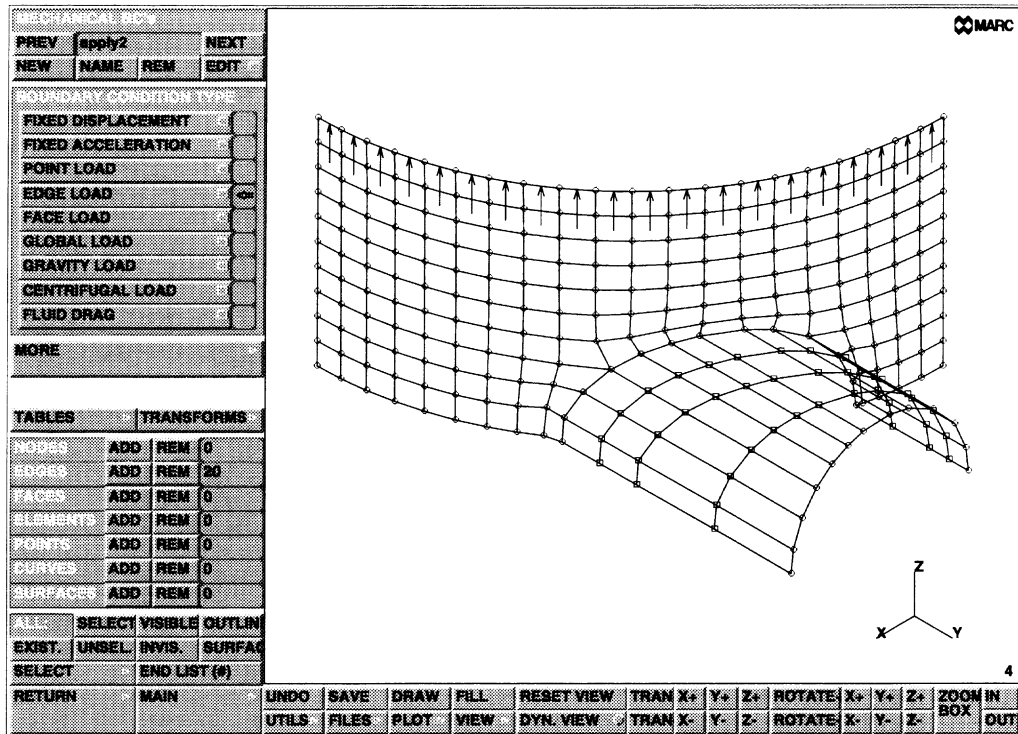 MECHANICAL BC's
PREV apply2 NEXT
NEW NAME REM EDIT
BOUNDARY CONDITION TYPE
FIXED DISPLACEMENT
FIXED ACCELERATION
POINT LOAD
EDGE LOAD
FACE LOAD
GLOBAL LOAD
GRAVITY LOAD
CENTRIFUGAL LOAD
FLUID DRAG
MORE
TABLES TRANSFORMS
NODES ADD REM 0
EDGES ADD REM 20
FACES ADD REM 0
ELEMENTS ADD REM 0
POINTS ADD REM 0
CURVES ADD REM 0
SURFACES ADD REM 0
ALL: SELECT VISIBLE OUTLIN
EXIST. UNSEL. INVIS. SURFAC
SELECT END LIST (#)
RETURN MAIN
MARC
Z
X Y
4
UNDO SAVE DRAW FILL RESET VIEW TRAN X+ Y+ Z+ ROTATE X+ Y+ Z+ ZOOM IN
UTILS FILES PLOT VIEW DYN. VIEW TRAN X- Y- Z- ROTATE X- Y- Z- BOX OUT